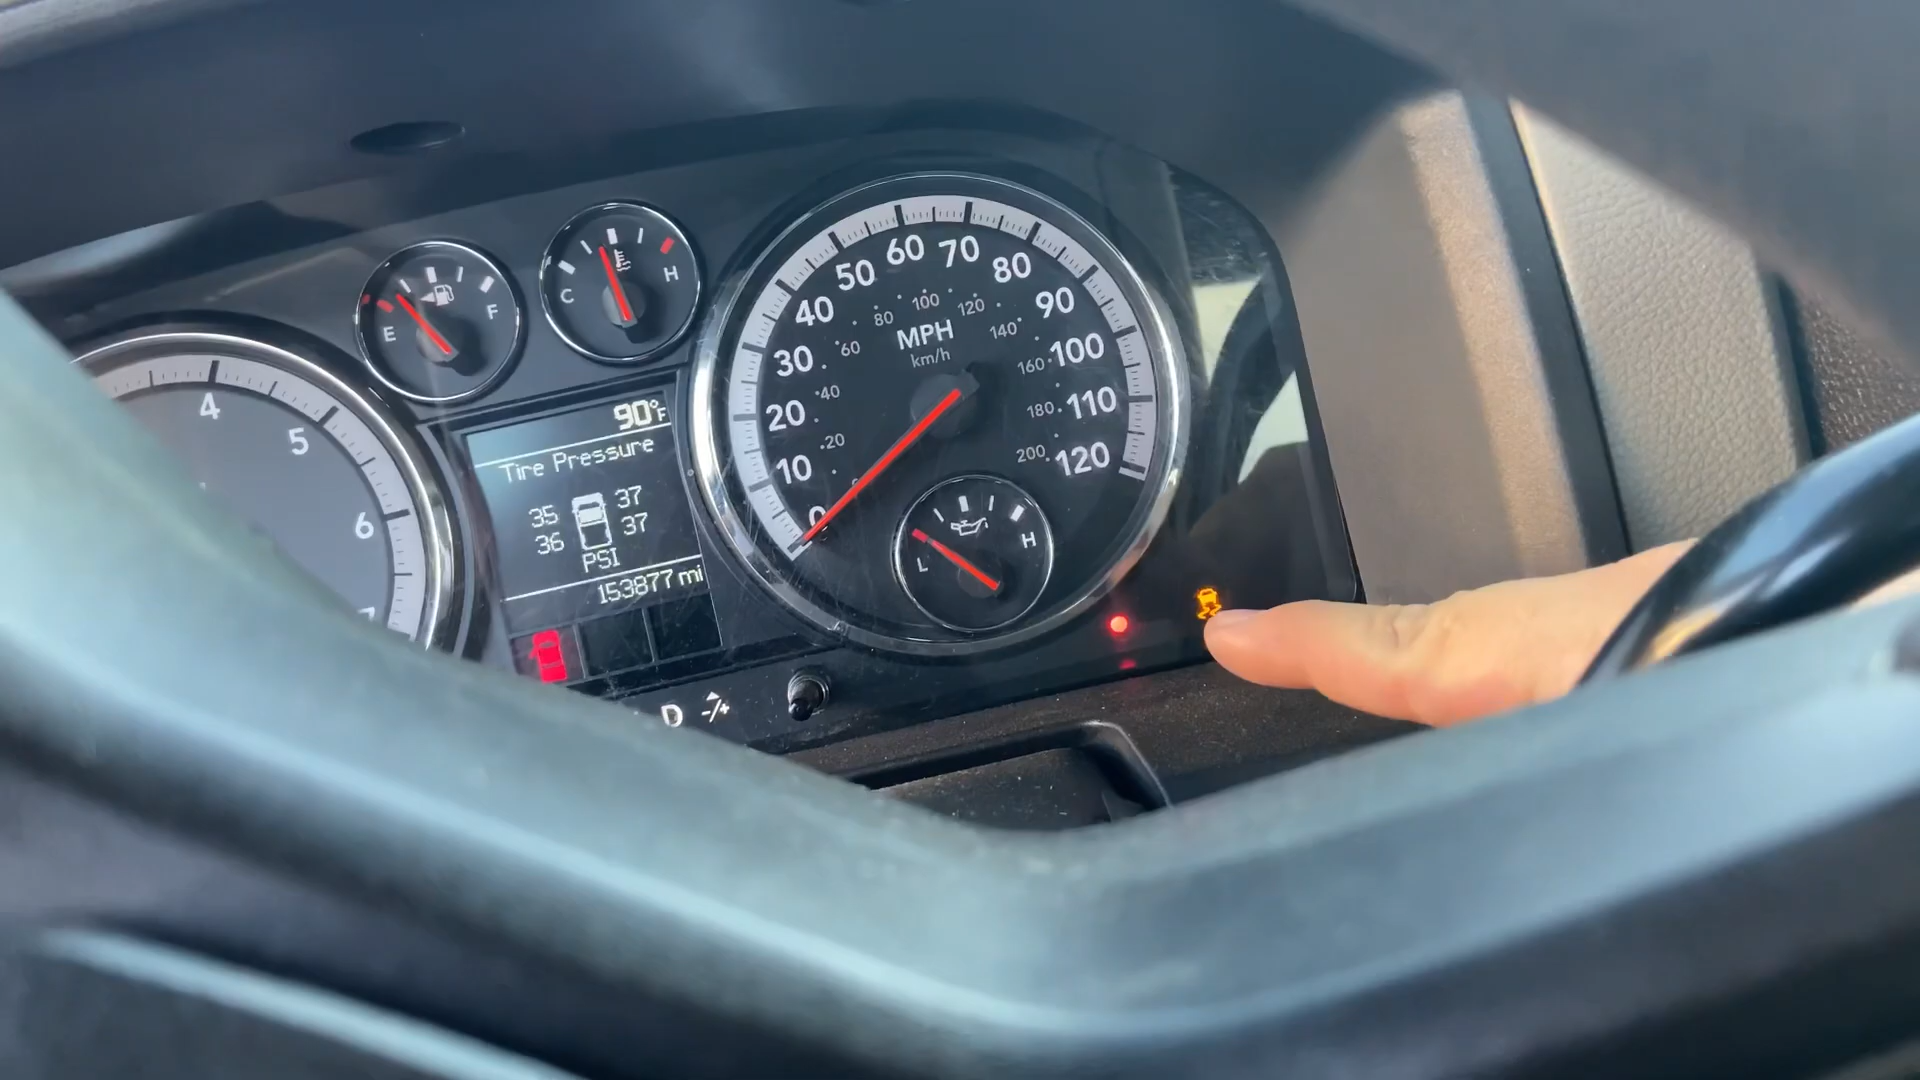 4
5
6
7
E
F
C
H
90°F
Tire Pressure
35 37
36 37
PSI
153877 mi
D -/+
0
10
20
30
40
50
60
70
80
90
100
110
120
MPH
km/h
20
40
60
80
100
120
140
160
180
200
L
H